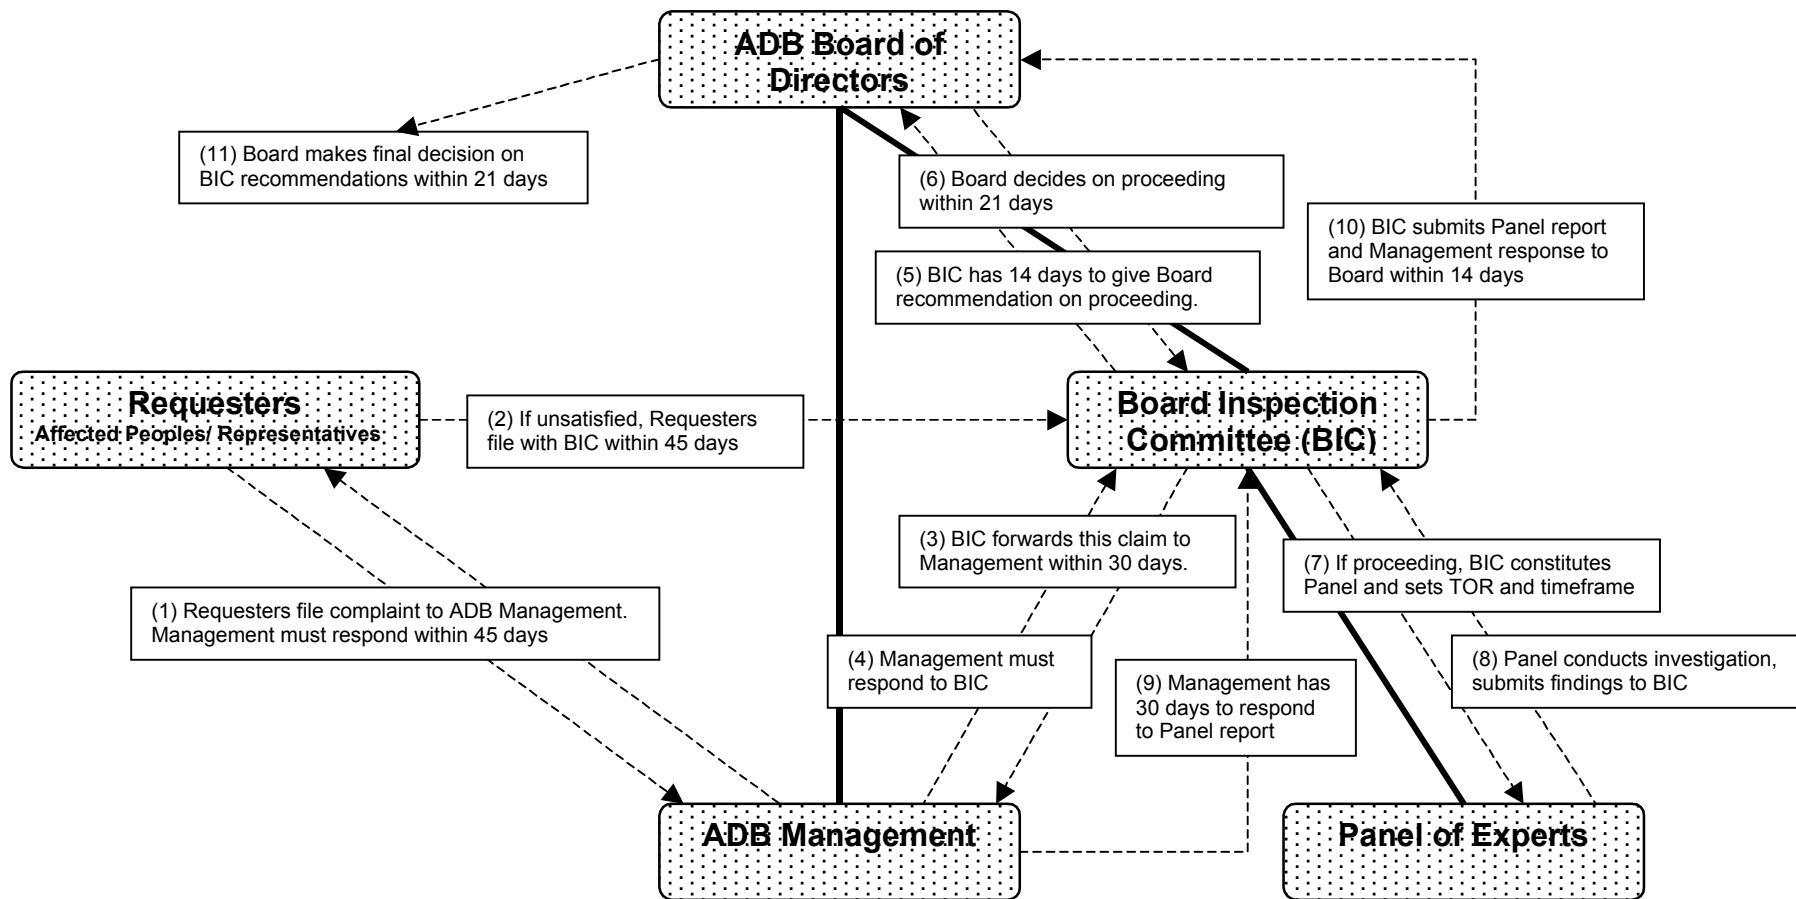 ADB Board of
Directors
(11) Board makes final decision on
BIC recommendations within 21 days
(6) Board decides on proceeding
within 21 days
(10) BIC submits Panel report
and Management response to
Board within 14 days
(5) BIC has 14 days to give Board
recommendation on proceeding.
Requesters
Affected Peoples/ Representatives
(2) If unsatisfied, Requesters
file with BIC within 45 days
Board Inspection
Committee (BIC)
(3) BIC forwards this claim to
Management within 30 days.
(7) If proceeding, BIC constitutes
Panel and sets TOR and timeframe
(1) Requesters file complaint to ADB Management.
Management must respond within 45 days
(4) Management must
respond to BIC
(9) Management has
30 days to respond
to Panel report
(8) Panel conducts investigation,
submits findings to BIC
ADB Management
Panel of Experts